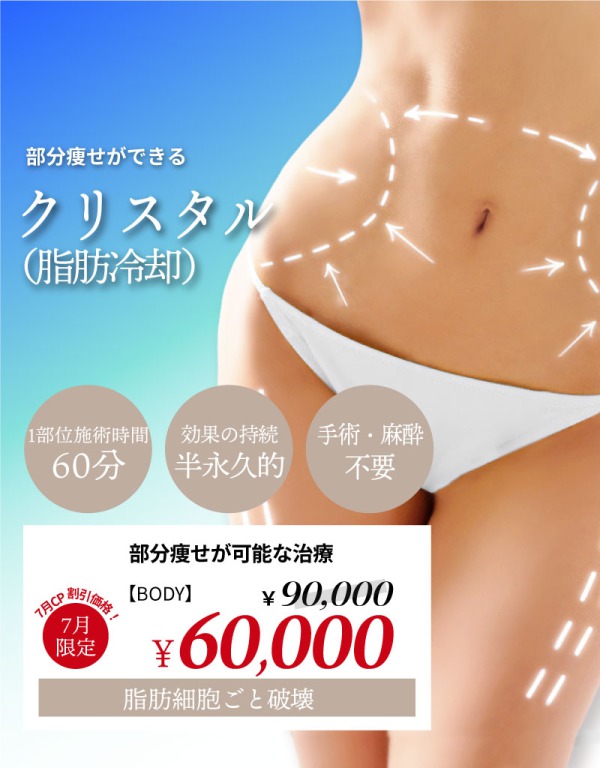 部分痩せができる
クリスタル
（脂肪冷却）
1部位施術時間
60分
効果の持続
半永久的
手術・麻酔
不要
部分痩せが可能な治療
7月CP 割引価格！
7月
限定
【BODY】
¥90,000
¥60,000
脂肪細胞ごと破壊